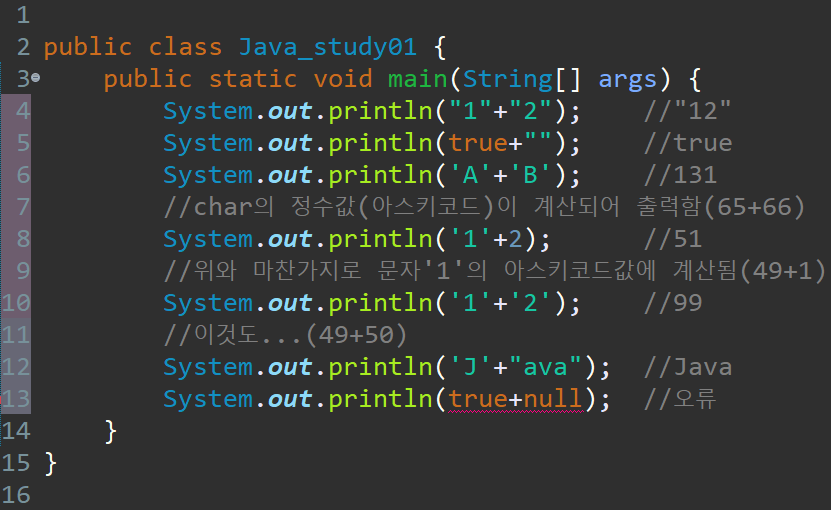 1
2 public class Java_study01 {
3 public static void main(String[] args) {
4 System.out.println("1"+"2"); //"12"
5 System.out.println(true+""); //true
6 System.out.println('A'+'B'); //131
7 //char의 정수값(아스키코드)이 계산되어 출력함(65+66)
8 System.out.println('1'+2); //51
9 //위와 마찬가지로 문자'1'의 아스키코드값에 계산됨(49+1)
10 System.out.println('1'+'2'); //99
11 //이것도...(49+50)
12 System.out.println('J'+"ava"); //Java
13 System.out.println(true+null); //오류
14 }
15 }
16